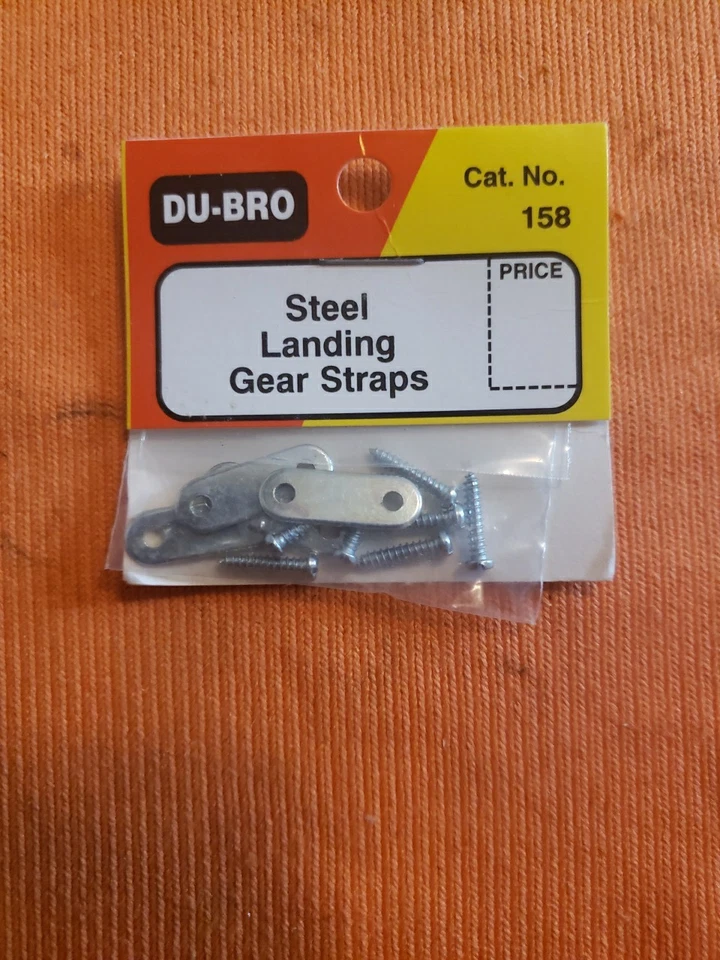 DU-BRO
Cat. No.
158
PRICE
Steel
Landing
Gear Straps